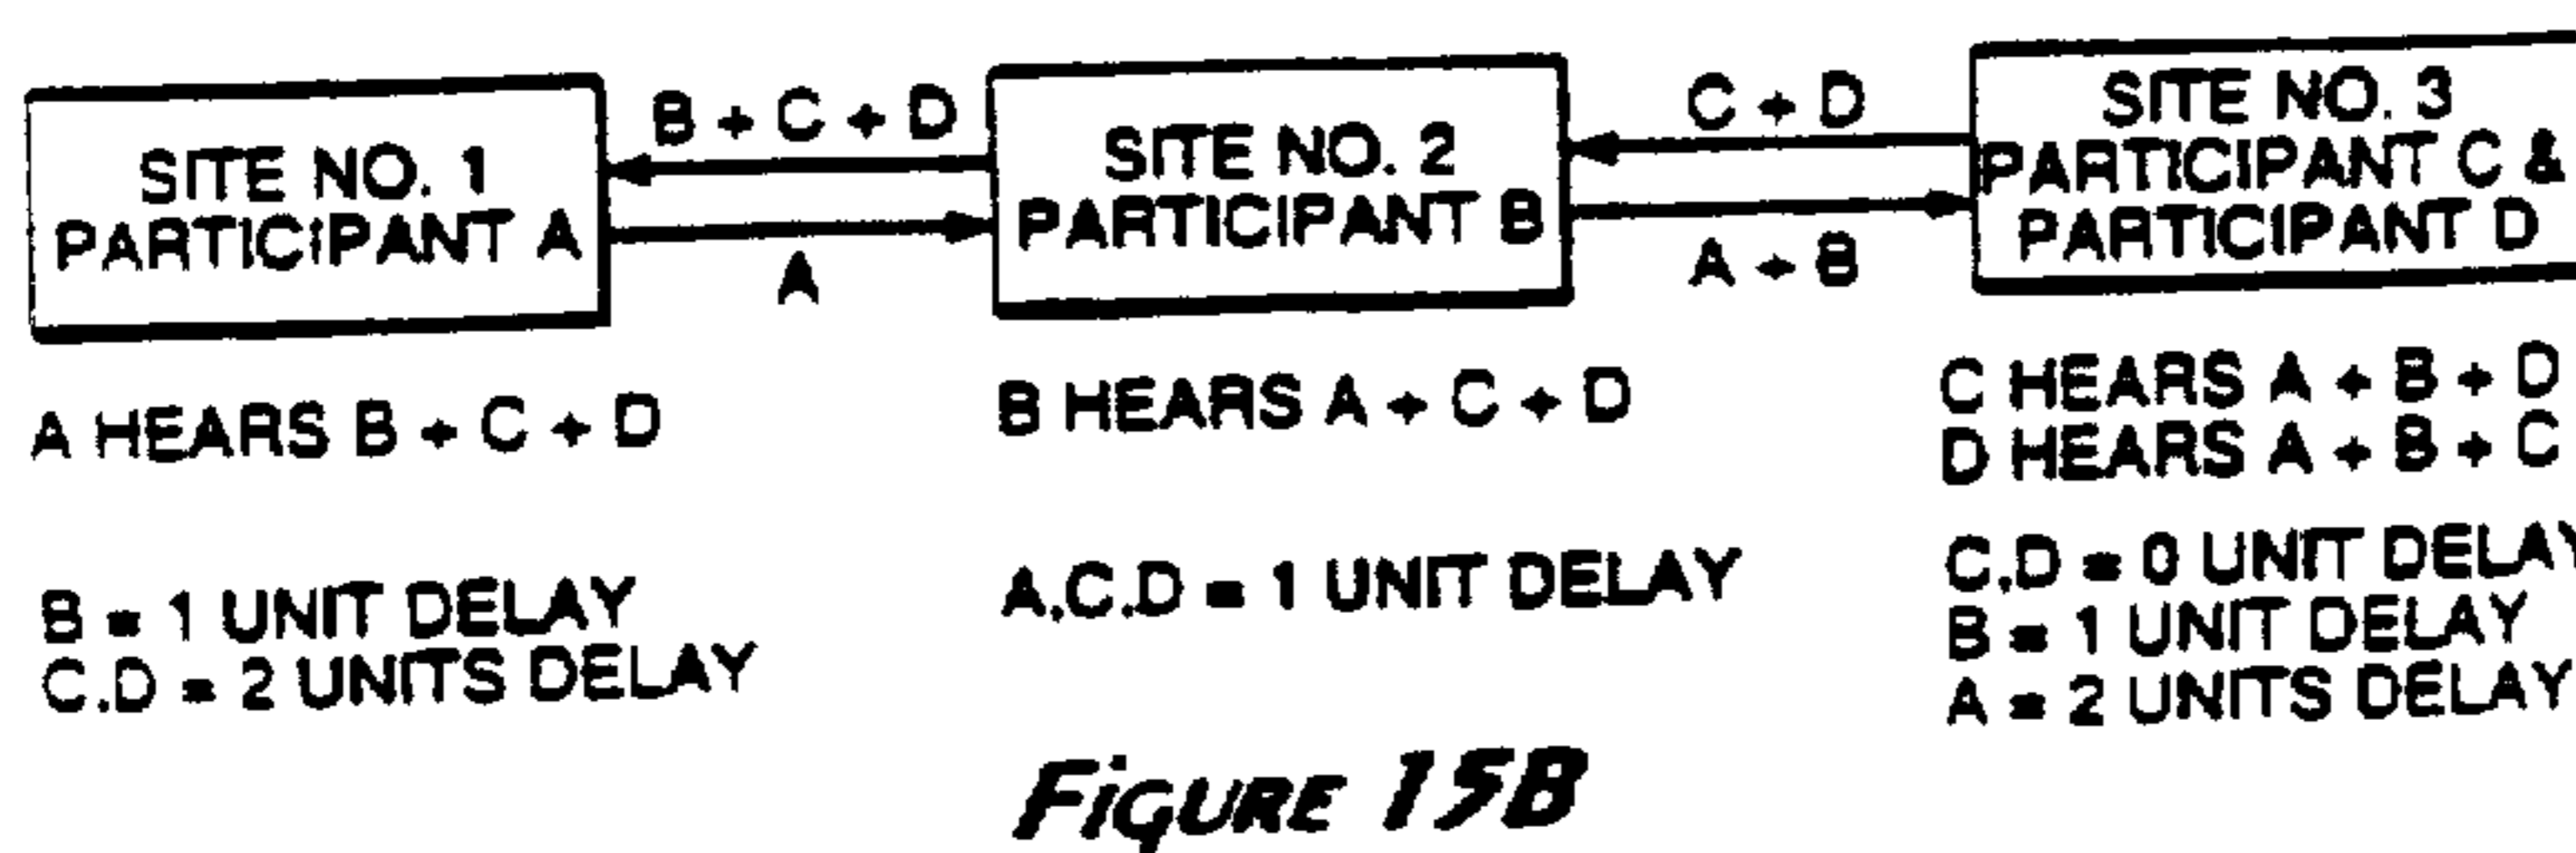 SITE NO. 1
PARTICIPANT A
B + C + D
A
SITE NO. 2
PARTICIPANT B
C + D
A + B
SITE NO. 3
PARTICIPANT C &
PARTICIPANT D
A HEARS B + C + D
B = 1 UNIT DELAY
C.D = 2 UNITS DELAY
B HEARS A + C + D
A.C.D = 1 UNIT DELAY
C HEARS A + B + D
D HEARS A + B + C
C.D = 0 UNIT DELAY
B = 1 UNIT DELAY
A = 2 UNITS DELAY
FIGURE 15B